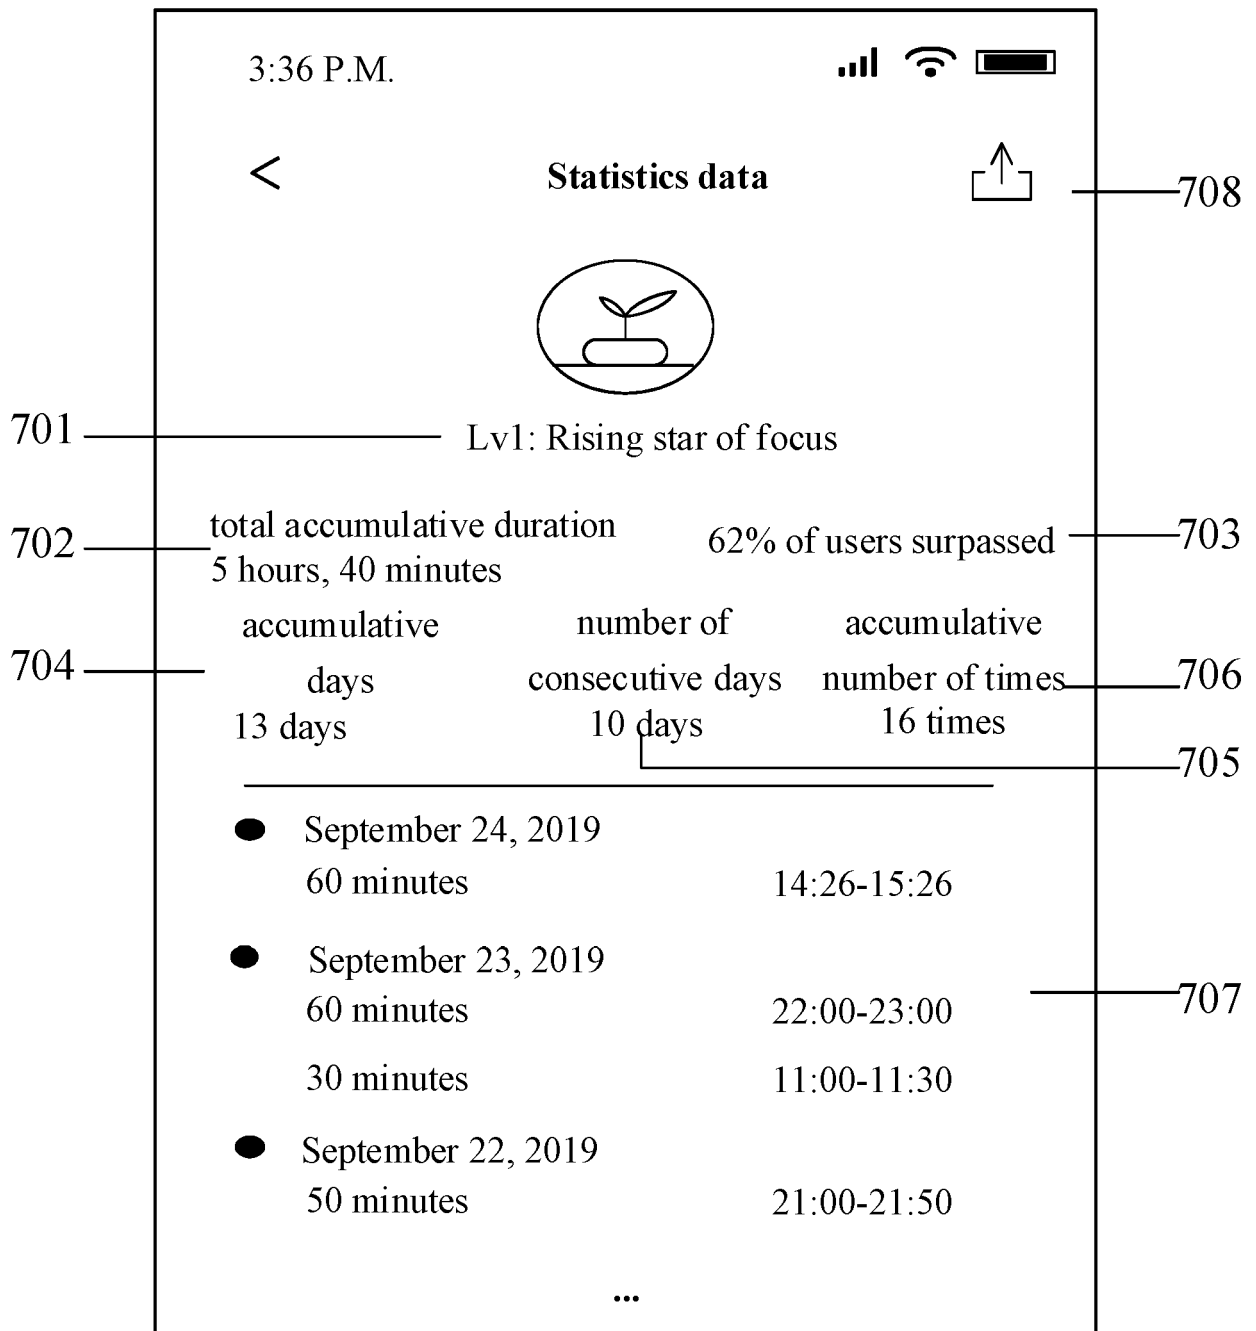 3:36 P.M.
<
Statistics data
708
701
Lv1: Rising star of focus
702
total accumulative duration
5 hours, 40 minutes
62% of users surpassed
703
704
accumulative
days
13 days
number of
consecutive days
10 days
accumulative
number of times
16 times
706
705
September 24, 2019
60 minutes 14:26-15:26
September 23, 2019
60 minutes 22:00-23:00
707
30 minutes 11:00-11:30
September 22, 2019
50 minutes 21:00-21:50
...